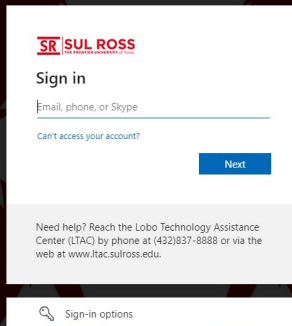 SR SUL ROSS
THE FRONTIER UNIVERSITY OF TEXAS
Sign in
Email, phone, or Skype
Can't access your account?
Next
Need help? Reach the Lobo Technology Assistance
Center (LTAC) by phone at (432)837-8888 or via the
web at www.ltac.sulross.edu.
Sign-in options